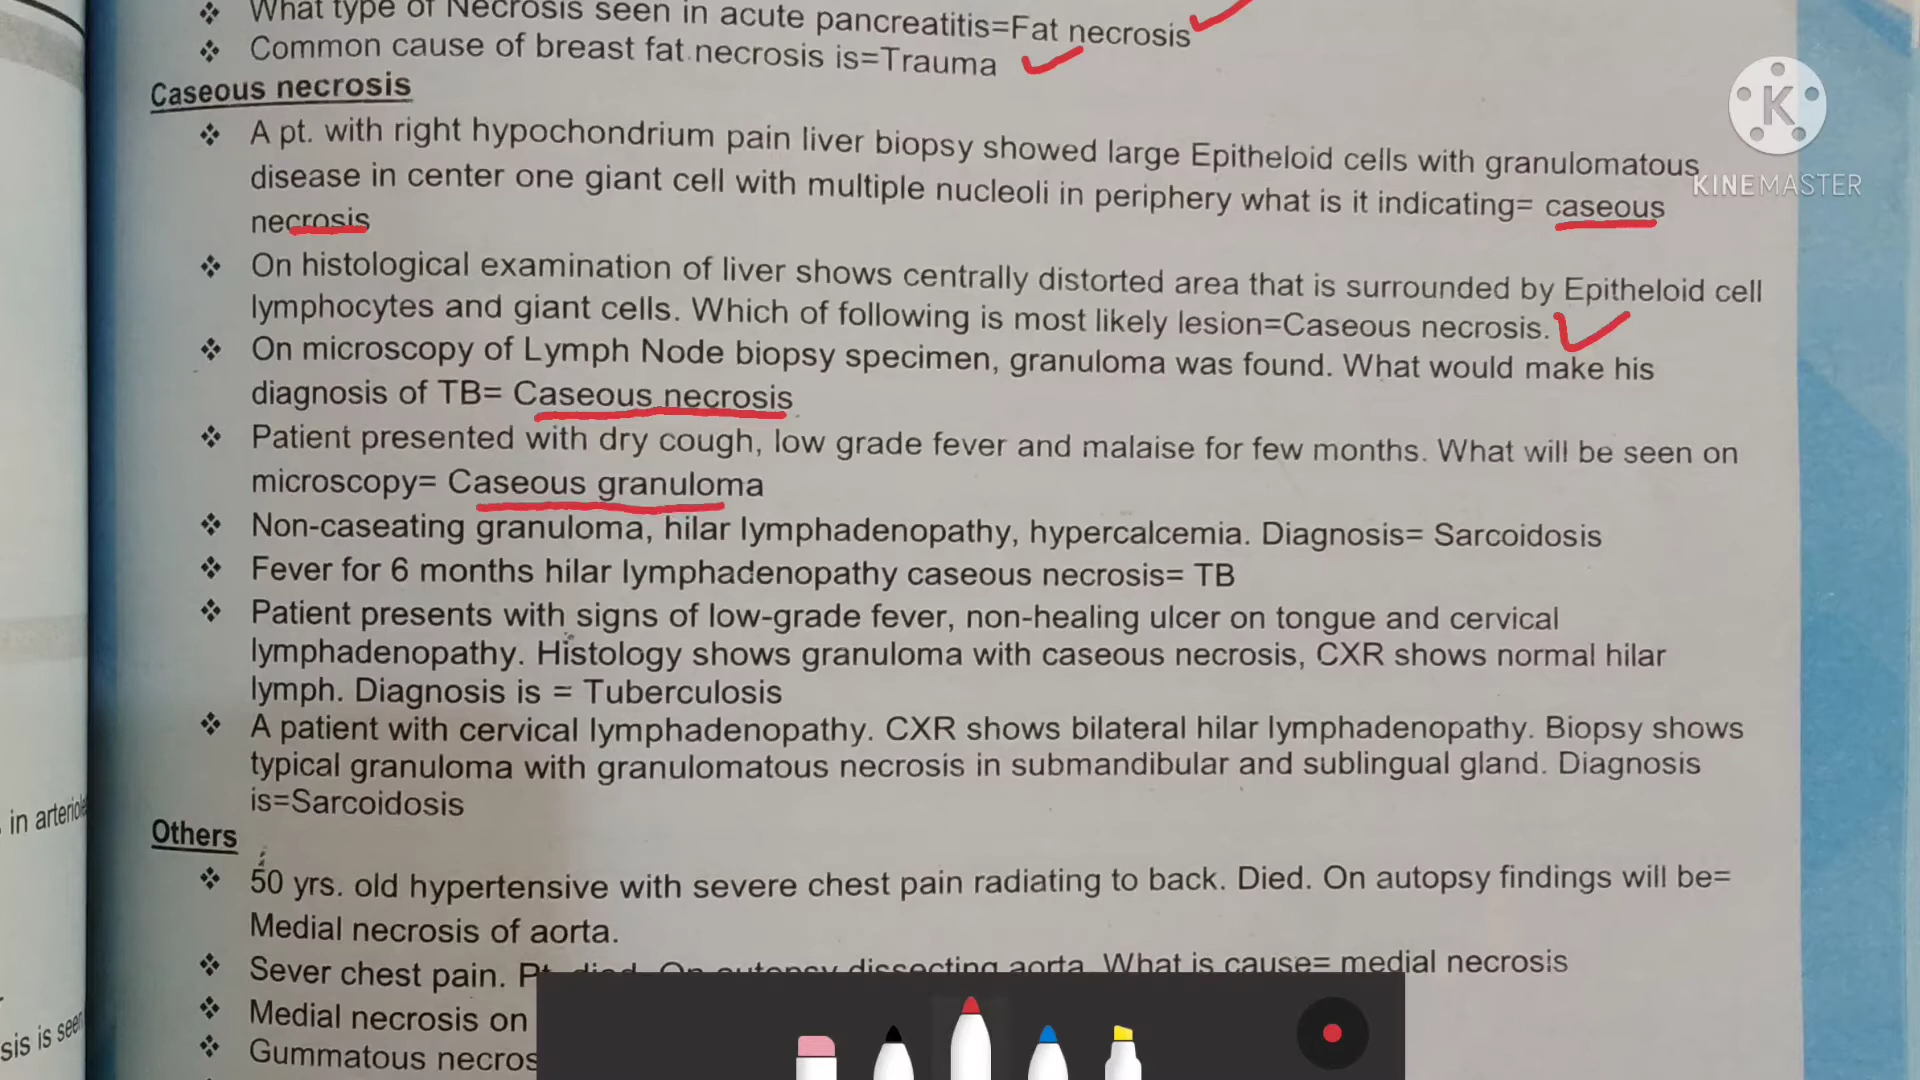 What type of Necrosis seen in acute pancreatitis=Fat necrosis
Common cause of breast fat necrosis is=Trauma
Caseous necrosis
A pt. with right hypochondrium pain liver biopsy showed large Epitheloid cells with granulomatous
disease in center one giant cell with multiple nucleoli in periphery what is it indicating= caseous
necrosis
On histological examination of liver shows centrally distorted area that is surrounded by Epitheloid cell
lymphocytes and giant cells. Which of following is most likely lesion=Caseous necrosis.
On microscopy of Lymph Node biopsy specimen, granuloma was found. What would make his
diagnosis of TB= Caseous necrosis
Patient presented with dry cough, low grade fever and malaise for few months. What will be seen on
microscopy= Caseous granuloma
Non-caseating granuloma, hilar lymphadenopathy, hypercalcemia. Diagnosis= Sarcoidosis
Fever for 6 months hilar lymphadenopathy caseous necrosis= TB
Patient presents with signs of low-grade fever, non-healing ulcer on tongue and cervical
lymphadenopathy. Histology shows granuloma with caseous necrosis, CXR shows normal hilar
lymph. Diagnosis is = Tuberculosis
A patient with cervical lymphadenopathy. CXR shows bilateral hilar lymphadenopathy. Biopsy shows
typical granuloma with granulomatous necrosis in submandibular and sublingual gland. Diagnosis
is=Sarcoidosis
Others
50 yrs. old hypertensive with severe chest pain radiating to back. Died. On autopsy findings will be=
Medial necrosis of aorta.
Sever chest pain. Pt. died. On autopsy dissecting aorta. What is cause= medial necrosis
Medial necrosis on
Gummatous
in
is seen
K
KINEMASTER